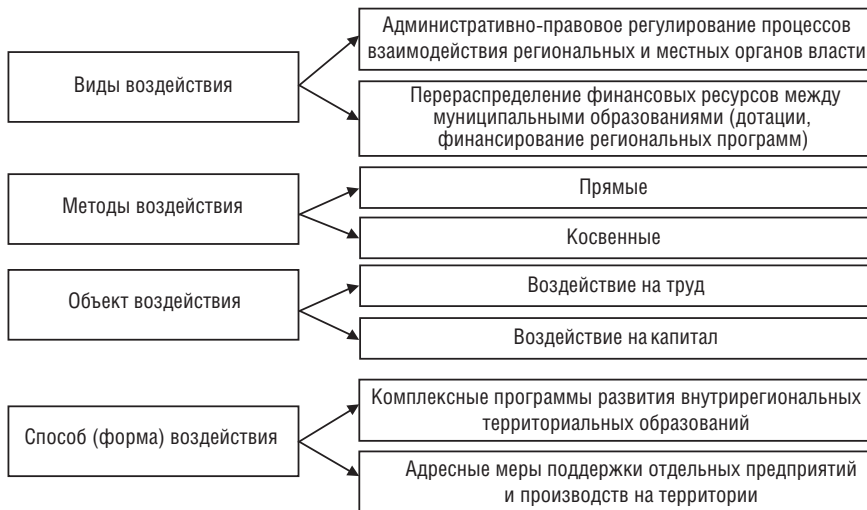 Виды воздействия
Административно-правовое регулирование процессов
взаимодействия региональных и местных органов власти
Перераспределение финансовых ресурсов между
муниципальными образованиями (дотации,
финансирование региональных программ)
Методы воздействия
Прямые
Косвенные
Объект воздействия
Воздействие на труд
Воздействие на капитал
Способ (форма) воздействия
Комплексные программы развития внутрирегиональных
территориальных образований
Адресные меры поддержки отдельных предприятий
и производств на территории